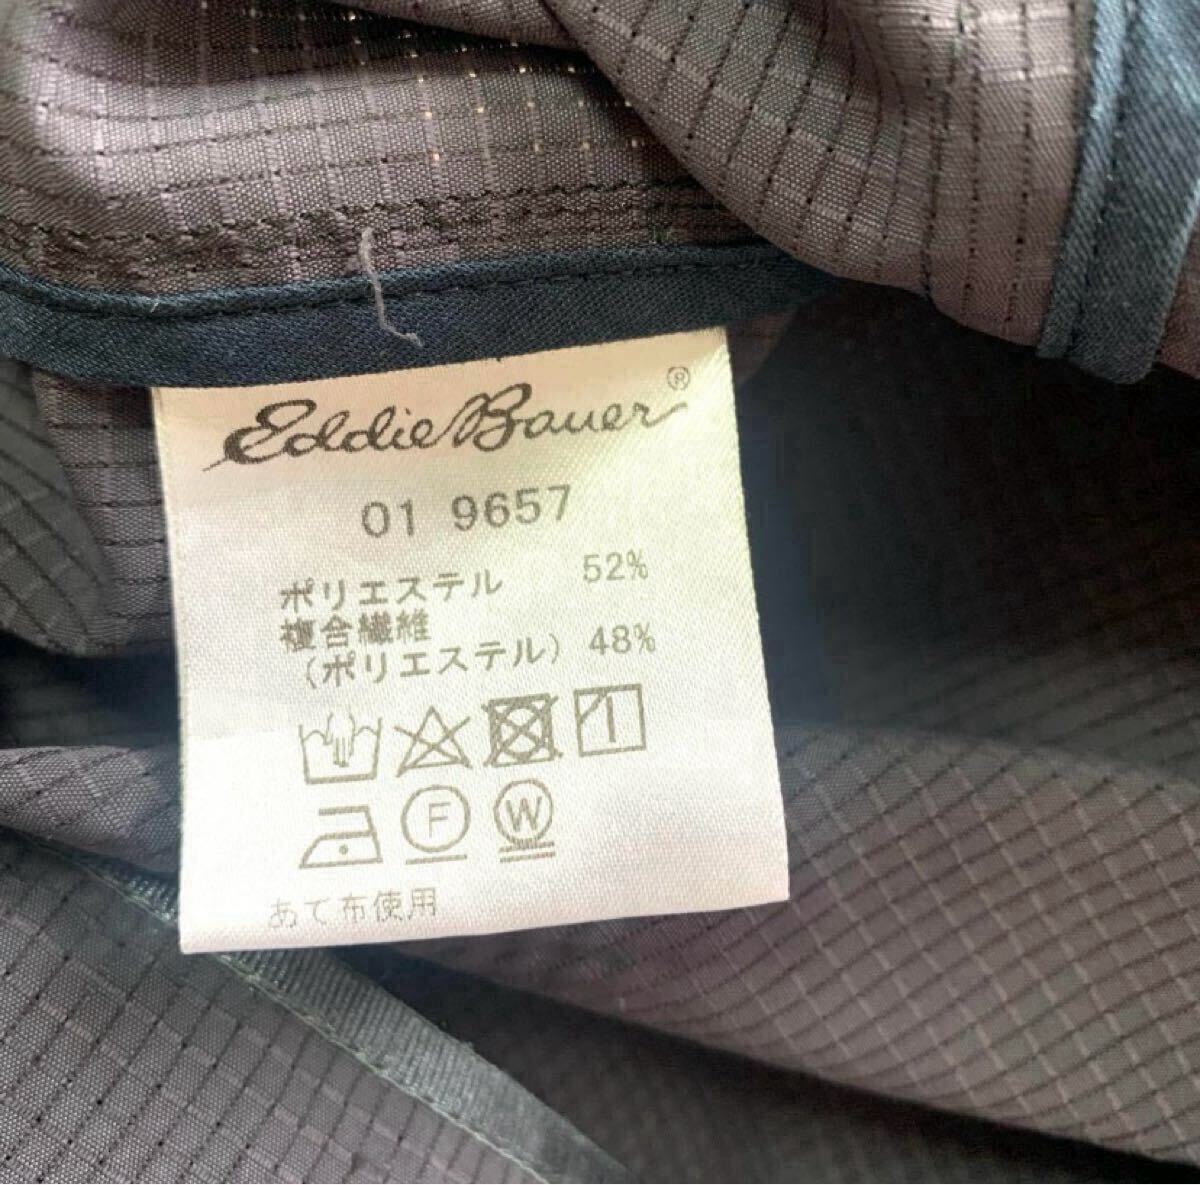 Eddie Bauer®
01 9657
ポリエステル 52%
複合繊維
(ポリエステル) 48%
F W
あて布使用